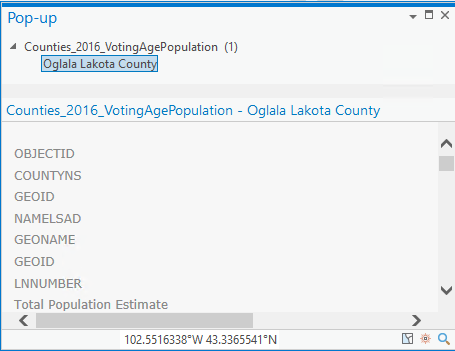 Pop-up
Counties_2016_VotingAgePopulation (1)
Oglala Lakota County
Counties_2016_VotingAgePopulation - Oglala Lakota County
OBJECTID
COUNTYNS
GEOID
NAMELSAD
GEONAME
GEOID
LNNUMBER
Total Population Estimate
102.5516338°W 43.3365541°N